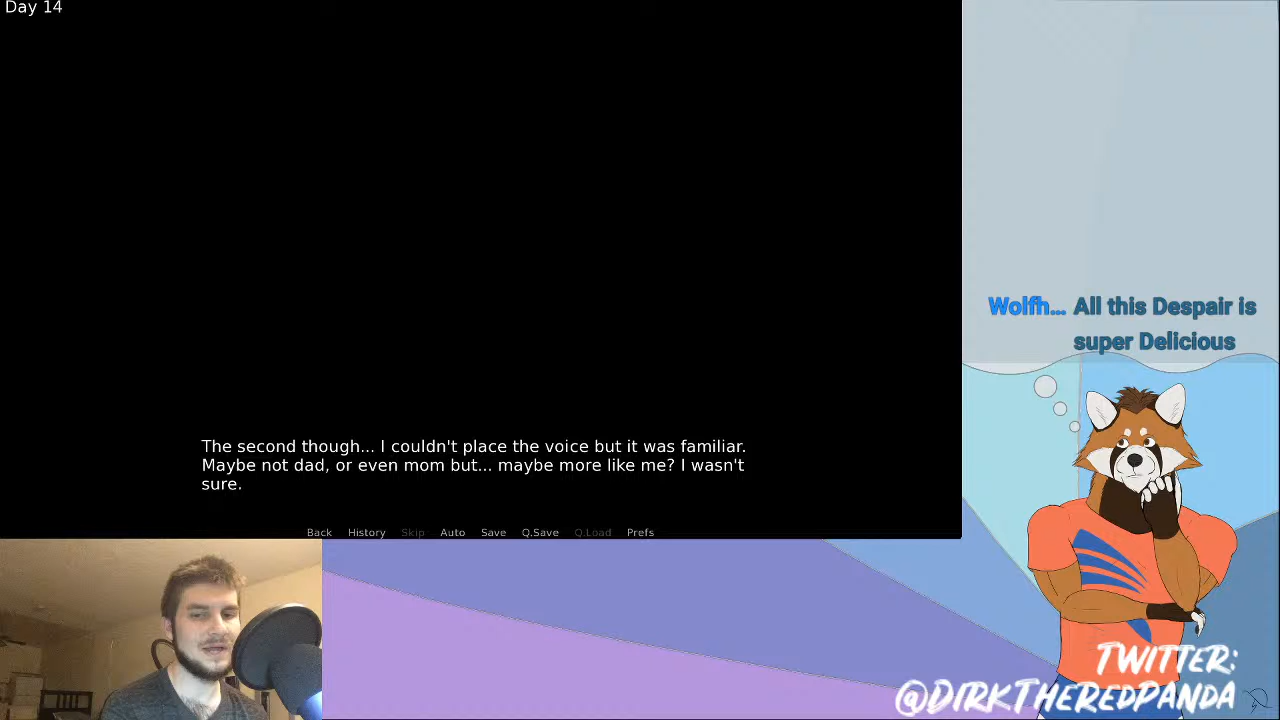 Day 14
Wolfh... All this Despair is
super Delicious
The second though... I couldn't place the voice but it was familiar.
Maybe not dad, or even mom but... maybe more like me? I wasn't
sure.
Back History Skip Auto Save Q.Save Q.Load Prefs
TWITTER:
@DIRKTHEREDPANDA